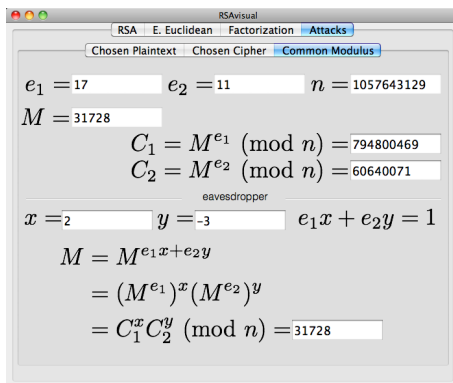 RSAvisual
RSA E. Euclidean Factorization Attacks
Chosen Plaintext Chosen Cipher Common Modulus
e₁ = 17 e₂ = 11 n = 1057643129
M = 31728
C₁ = M^{e₁} (mod n) = 794800469
C₂ = M^{e₂} (mod n) = 60640071
eavesdropper
x = 2 y = -3 e₁x + e₂y = 1
M = M^{e₁x+e₂y}
= (M^{e₁})^x (M^{e₂})^y
= C₁^x C₂^y (mod n) = 31728